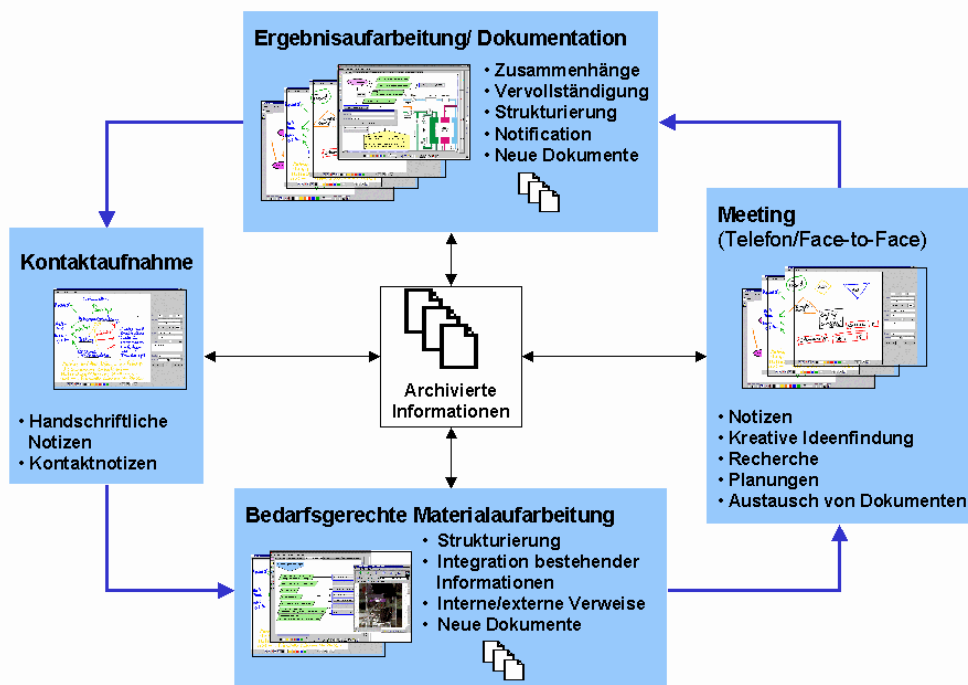 Ergebnisaufarbeitung/ Dokumentation
• Zusammenhänge
• Vervollständigung
• Strukturierung
• Notification
• Neue Dokumente
Kontaktaufnahme
• Handschriftliche
Notizen
• Kontaktnotizen
Archivierte
Informationen
Meeting
(Telefon/Face-to-Face)
• Notizen
• Kreative Ideenfindung
• Recherche
• Planungen
• Austausch von Dokumenten
Bedarfsgerechte Materialaufarbeitung
• Strukturierung
• Integration bestehender
Informationen
• Interne/externe Verweise
• Neue Dokumente